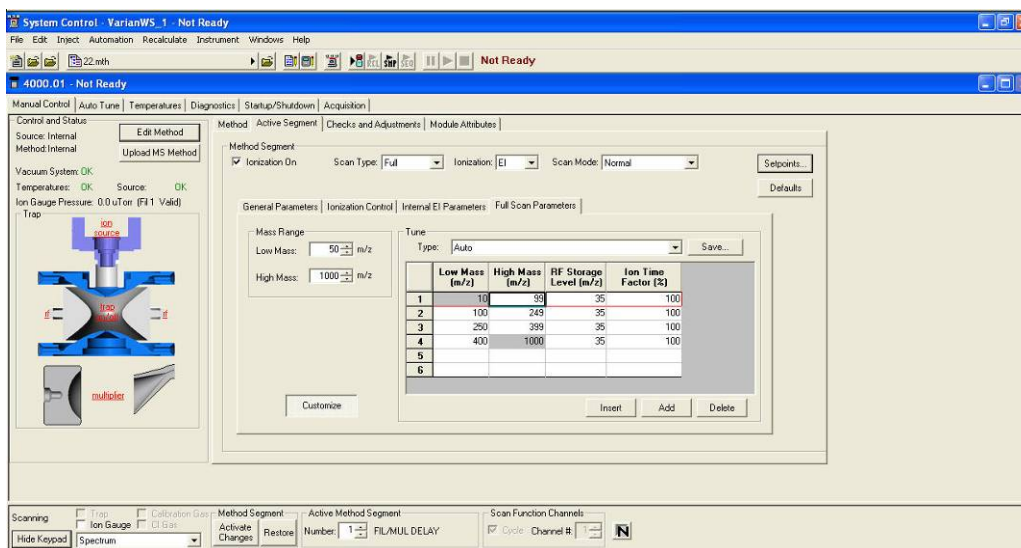 System Control - VarianWS_1 - Not Ready
File Edit Inject Automation Recalculate Instrument Windows Help
22.mth RCL SMP SEQ Not Ready
4000.01 - Not Ready
Manual Control Auto Tune Temperatures Diagnostics Startup/Shutdown Acquisition
Control and Status
Source: Internal
Edit Method
Method:Internal
Upload MS Method
Vacuum System: OK
Temperatures: OK Source: OK
Ion Gauge Pressure: 0.0 uTorr (Fil 1 Valid)
Trap
ion
source
rf
rf
multiplier
Method Active Segment Checks and Adjustments Module Attributes
Method Segment
Ionization On Scan Type: Full Ionization: EI Scan Mode: Normal
Setpoints...
Defaults
General Parameters Ionization Control Internal EI Parameters Full Scan Parameters
Mass Range
Low Mass: 50 m/z
High Mass: 1000 m/z
Customize
Tune
Type: Auto Save...
Low Mass (m/z) High Mass (m/z) RF Storage Level (m/z) Ion Time Factor (%)
1 10 99 35 100
2 100 249 35 100
3 250 399 35 100
4 400 1000 35 100
5
6
Insert Add Delete
Scanning
Trap Calibration Gas
Ion Gauge CI Gas
Hide Keypad Spectrum
Method Segment
Activate Changes Restore
Active Method Segment
Number: 1 FIL/MUL DELAY
Scan Function Channels
Cycle Channel #:
N